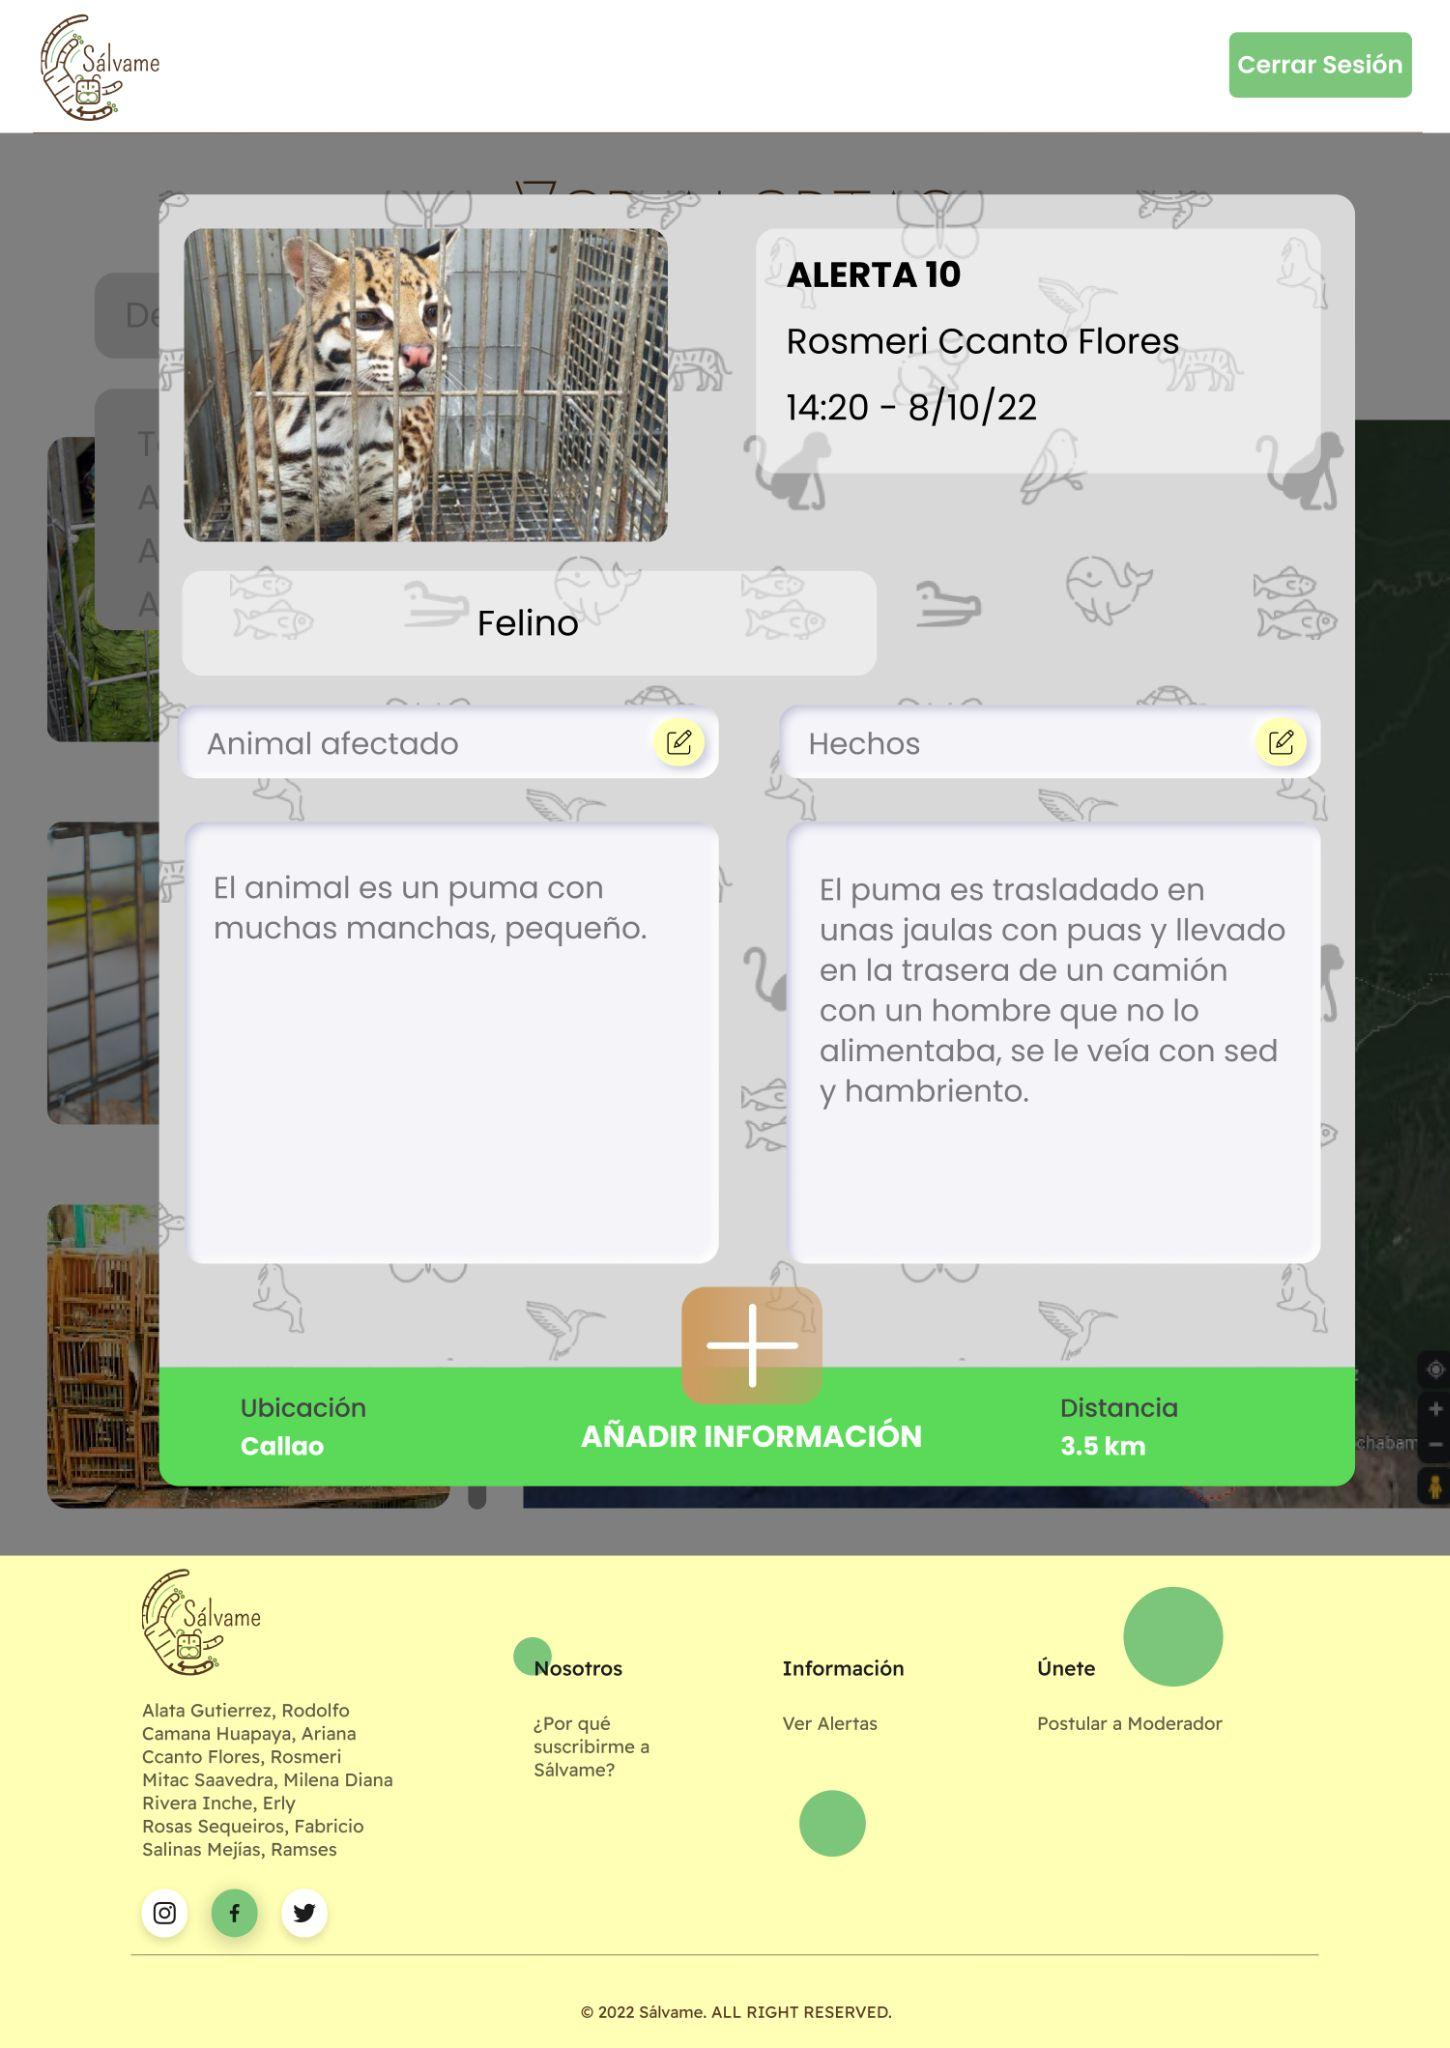 Sálvame
Cerrar Sesión
ALERTA 10
Rosmeri Ccanto Flores
14:20 - 8/10/22
Felino
Animal afectado
Hechos
El animal es un puma con
muchas manchas, pequeño.
El puma es trasladado en
unas jaulas con puas y llevado
en la trasera de un camión
con un hombre que no lo
alimentaba, se le veía con sed
y hambriento.
Ubicación
Callao
AÑADIR INFORMACIÓN
Distancia
3.5 km
Sálvame
Alata Gutierrez, Rodolfo
Camana Huapaya, Ariana
Ccanto Flores, Rosmeri
Mitac Saavedra, Milena Diana
Rivera Inche, Erly
Rosas Sequeiros, Fabricio
Salinas Mejías, Ramses
Nosotros
¿Por qué
suscribirme a
Sálvame?
Información
Ver Alertas
Únete
Postular a Moderador
© 2022 Sálvame. ALL RIGHT RESERVED.